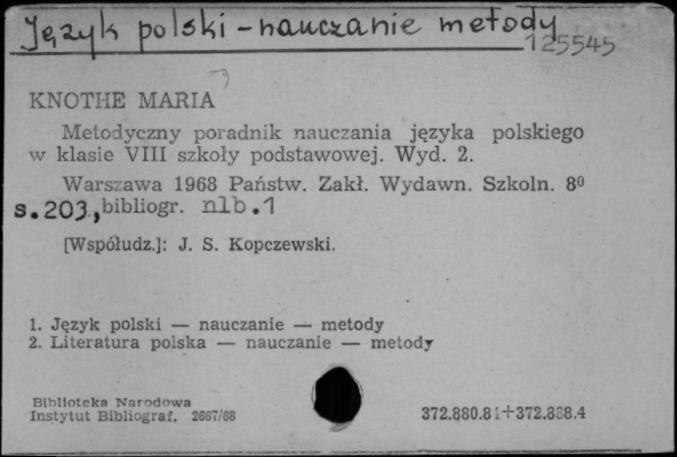 Język polski - nauczanie metody
125545
KNOTHE MARIA
Metodyczny poradnik nauczania języka polskiego
w klasie VIII szkoły podstawowej. Wyd. 2.
Warszawa 1968 Państw. Zakł. Wydawn. Szkoln. 8⁰
s.203, bibliogr. nlb.1
[Współudz.]: J. S. Kopczewski.
1. Język polski — nauczanie — metody
2. Literatura polska — nauczanie — metody
Biblioteka Narodowa
Instytut Bibliograf. 2667/68
372.880.81+372.888.4